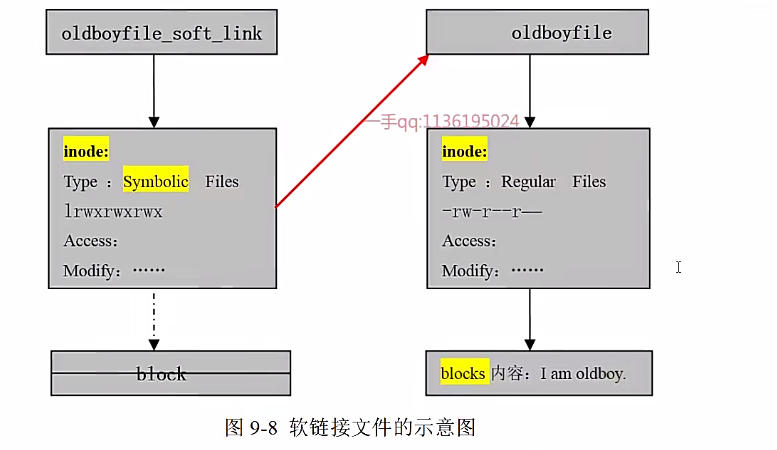 oldboyfile_soft_link
oldboyfile
一手qq:1136195024
inode:
Type ：Symbolic Files
lrwxrwxrwx
Access：
Modify：……
inode:
Type ：Regular Files
-rw-r--r——
Access：
Modify：……
block
blocks 内容：I am oldboy.
图 9-8 软链接文件的示意图